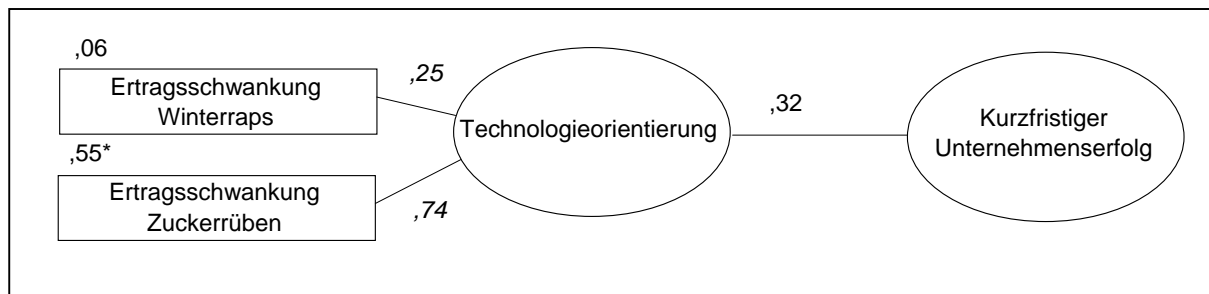 ,06
Ertragsschwankung
Winterraps
,25
,55*
Ertragsschwankung
Zuckerrüben
,74
Technologieorientierung
,32
Kurzfristiger
Unternehmenserfolg